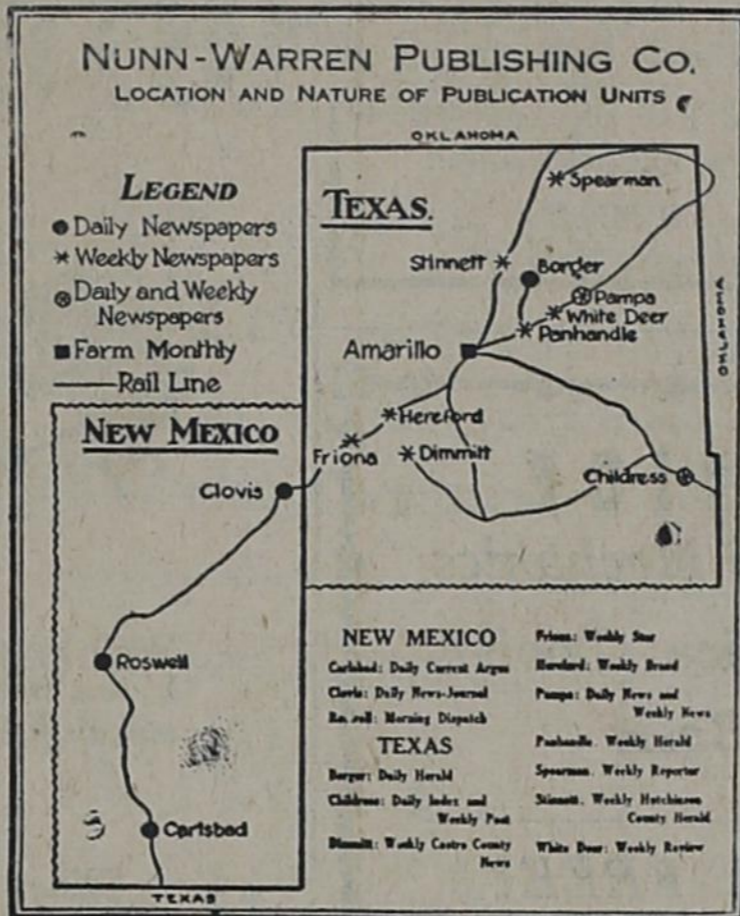 NUNN-WARREN PUBLISHING CO.
LOCATION AND NATURE OF PUBLICATION UNITS
OKLAHOMA
LEGEND
Daily Newspapers
Weekly Newspapers
Daily and Weekly
Newspapers
Farm Monthly
Rail Line
TEXAS.
Spearman
Stinnett
Border
Pampa
White Deer
Panhandle
OKLAHOMA
Amarillo
Hereford
Friona
Dimmitt
Childress
NEW MEXICO
Clovis
Roswell
Carlsbad
TEXAS
NEW MEXICO
Carlsbad: Daily Current Argus
Clovis: Daily News-Journal
Roswell: Morning Dispatch
TEXAS
Borger: Daily Herald
Childress: Daily Index and
Weekly Post
Dimmitt: Weekly Castro County
News
Friona: Weekly Star
Hereford: Weekly Brand
Pampa: Daily News and
Weekly News
Panhandle. Weekly Herald
Spearman. Weekly Reporter
Stinnett. Weekly Hutchinson
County Herald
White Deer: Weekly Review